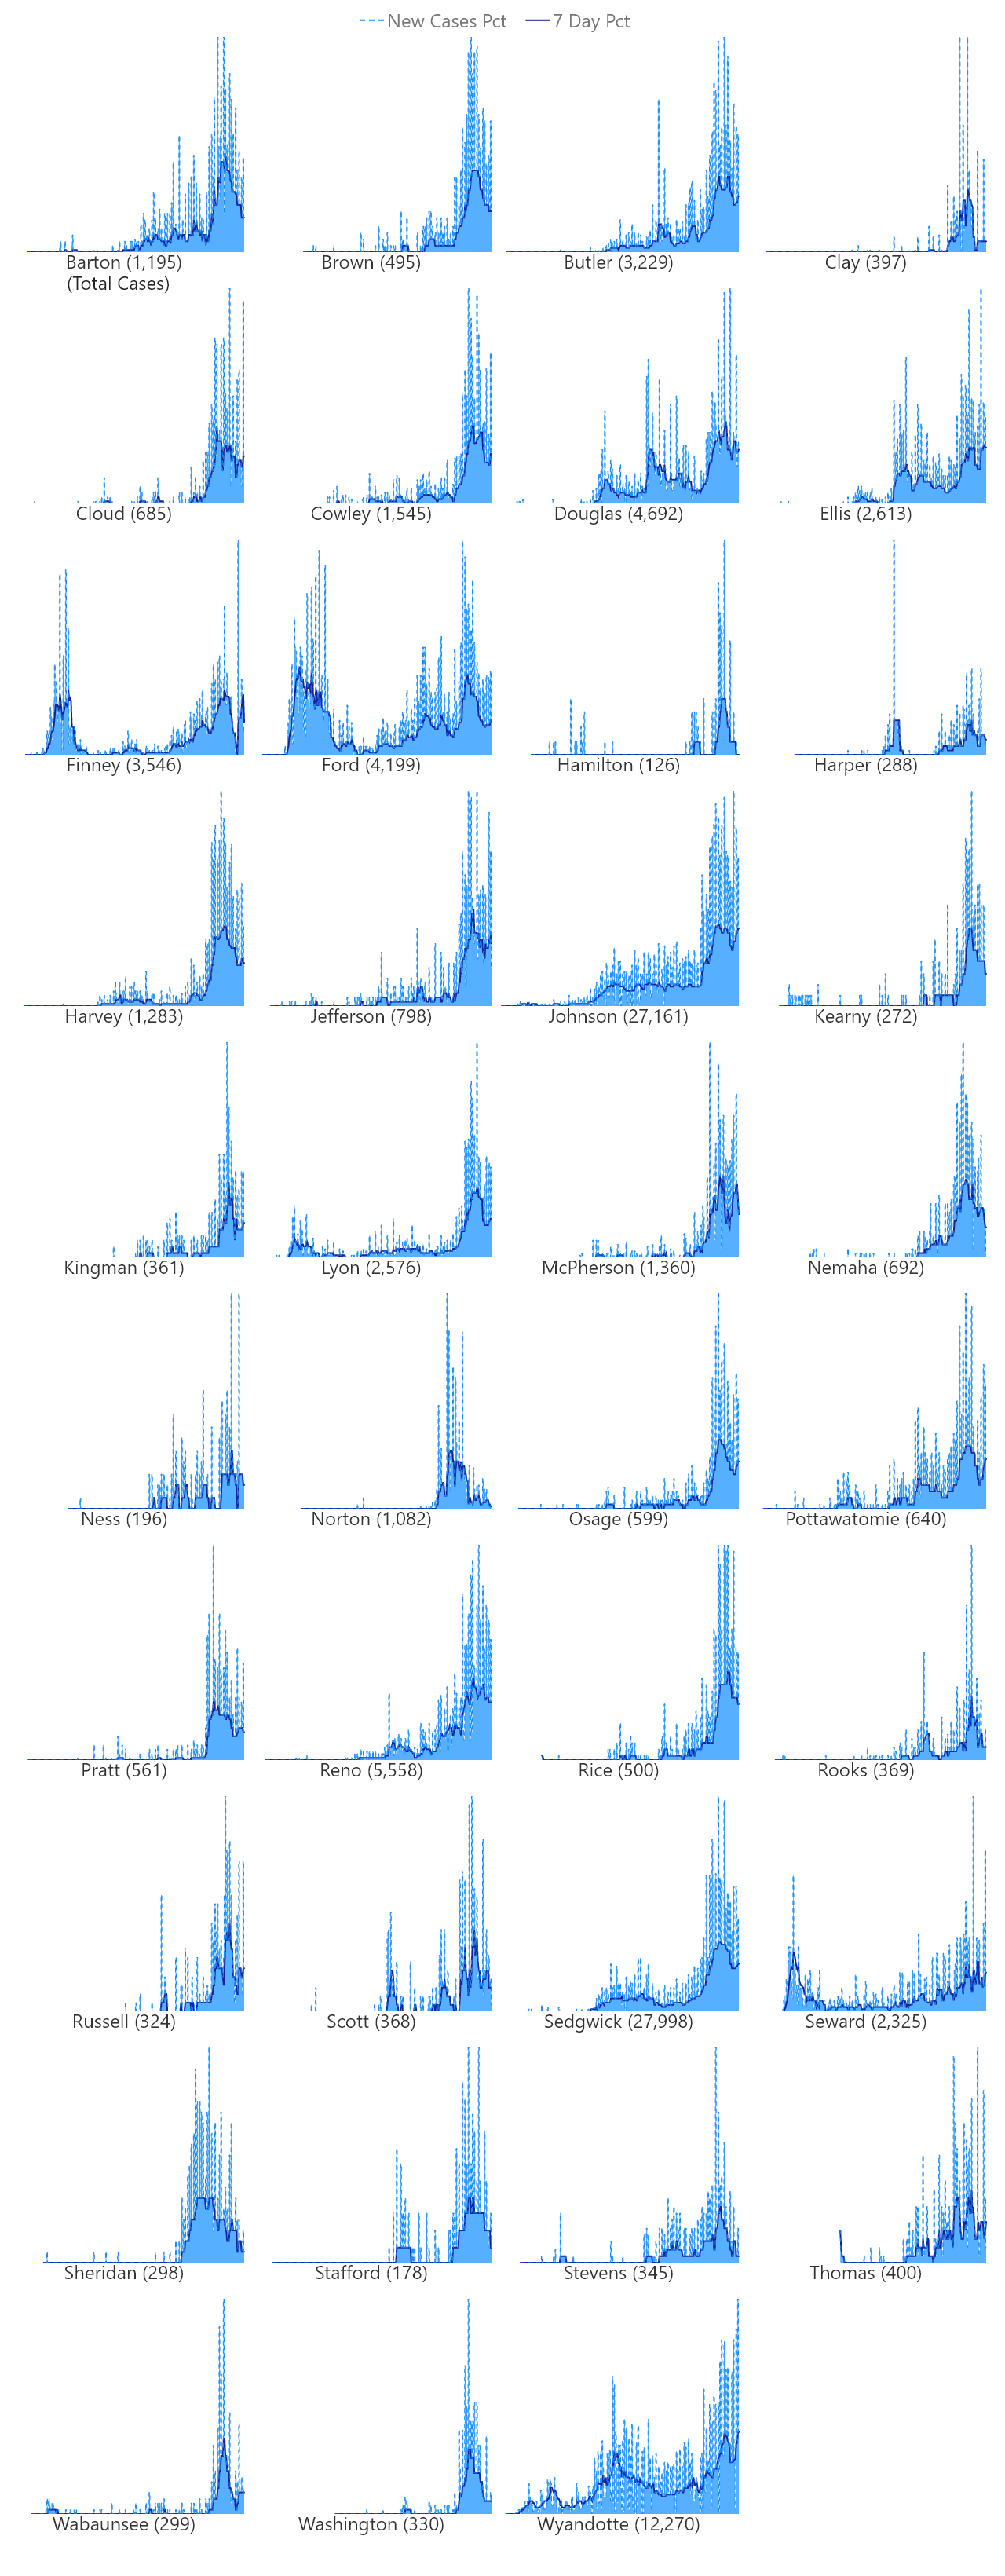 New Cases Pct 7 Day Pct
Barton (1,195) Brown (495) Butler (3,229) Clay (397)
(Total Cases)
Cloud (685) Cowley (1,545) Douglas (4,692) Ellis (2,613)
Finney (3,546) Ford (4,199) Hamilton (126) Harper (288)
Harvey (1,283) Jefferson (798) Johnson (27,161) Kearny (272)
Kingman (361) Lyon (2,576) McPherson (1,360) Nemaha (692)
Ness (196) Norton (1,082) Osage (599) Pottawatomie (640)
Pratt (561) Reno (5,558) Rice (500) Rooks (369)
Russell (324) Scott (368) Sedgwick (27,998) Seward (2,325)
Sheridan (298) Stafford (178) Stevens (345) Thomas (400)
Wabaunsee (299) Washington (330) Wyandotte (12,270)